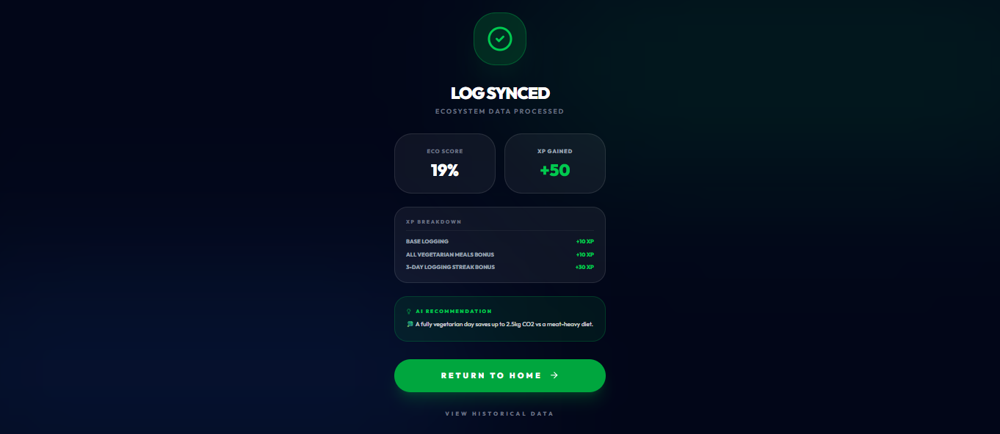 LOG SYNCED
ECOSYSTEM DATA PROCESSED
ECO SCORE
19%
XP GAINED
+50
XP BREAKDOWN
BASE LOGGING +10 XP
ALL VEGETARIAN MEALS BONUS +10 XP
3-DAY LOGGING STREAK BONUS +30 XP
AI RECOMMENDATION
A fully vegetarian day saves up to 2.5kg CO2 vs a meat-heavy diet.
RETURN TO HOME →
VIEW HISTORICAL DATA